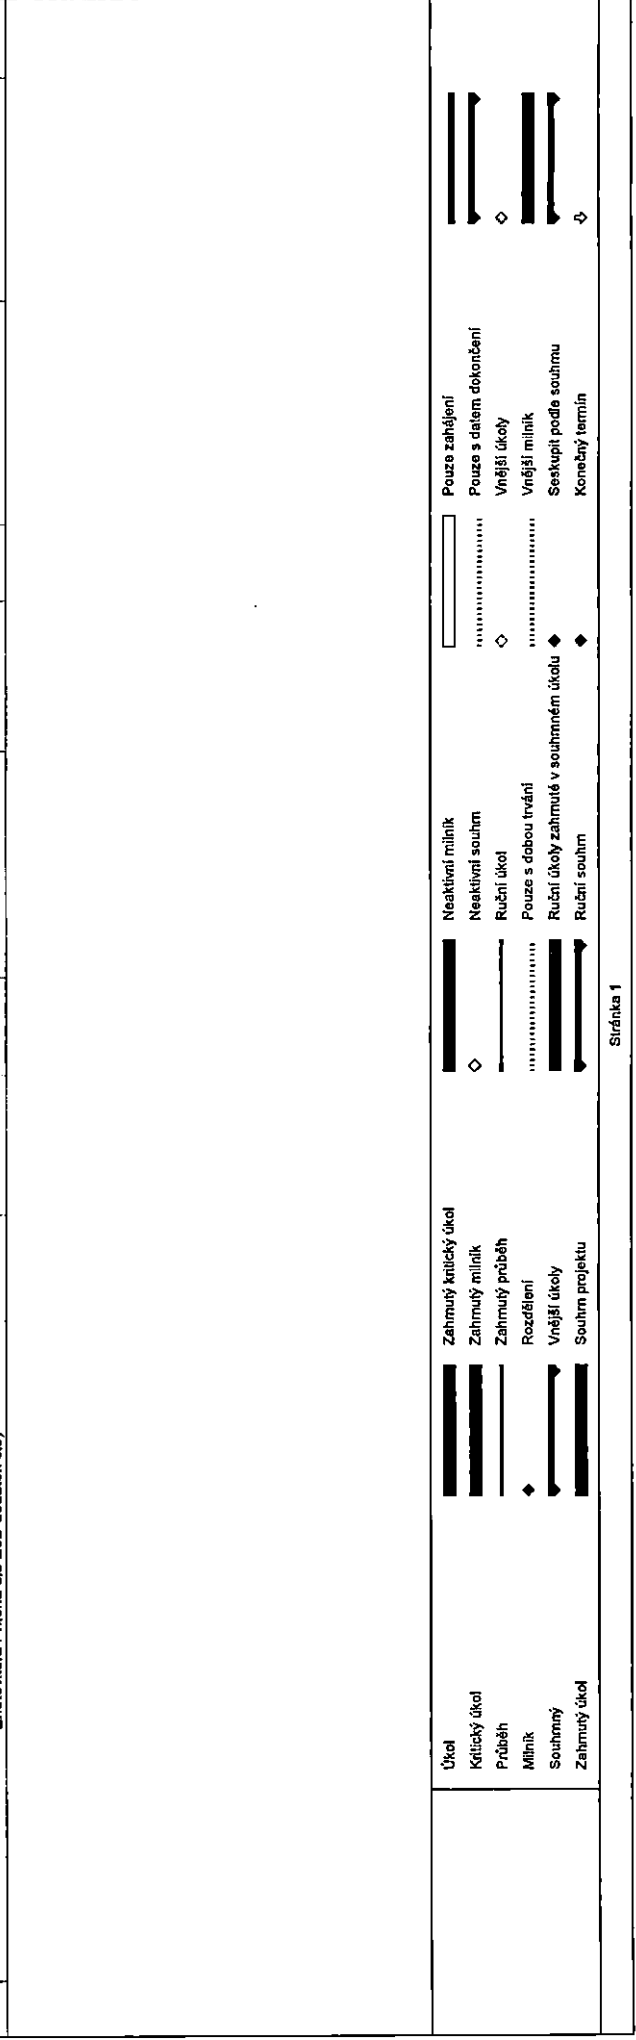 Úkol
Kritický úkol
Průběh
Milník
Souhrnný
Zahrnutý úkol
Zahrnutý kritický úkol
Zahrnutý milník
Zahrnutý průběh
Rozdělení
Vnější úkoly
Souhrn projektu
Neaktivní milník
Neaktivní souhrn
Ruční úkol
Pouze s dobou trvání
Ruční úkoly zahrnuté v souhrnném úkolu
Ruční souhrn
Pouze zahájení
Pouze s datem dokončení
Vnější úkoly
Vnější milník
Seskupit podle souhrnu
Konečný termín
Stránka 1